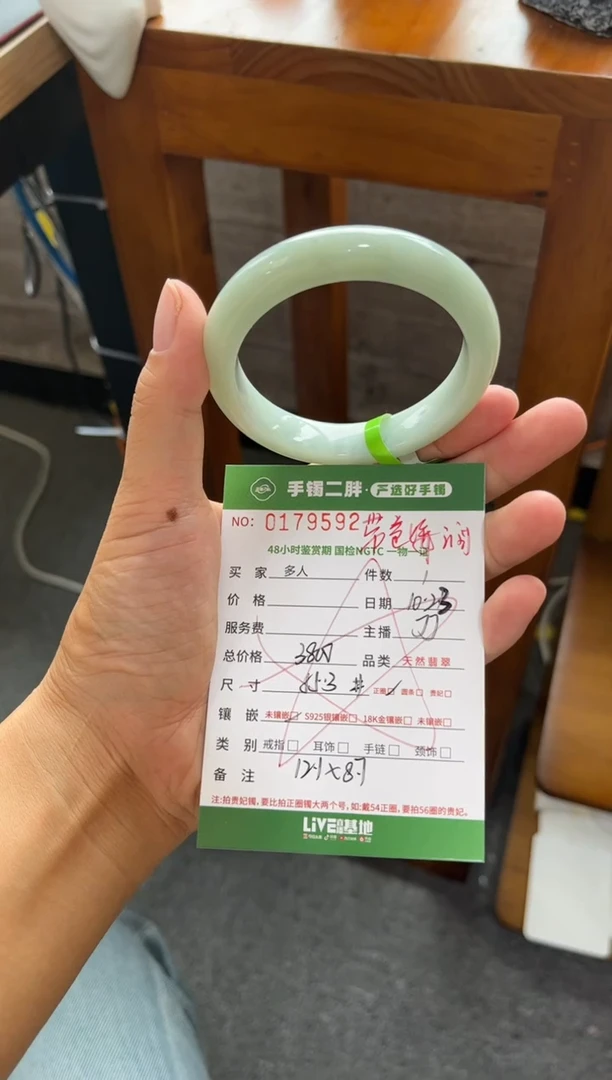 手镯二胖·严选好手镯
NO: 0179592 带色 润
48小时鉴赏期 国检NGTC 一物一证
买 家 多人 件数 1
价 格 日期 10.23
服务费 主播
总价格 380 品类 天然翡翠
尺 寸 55.3 正圈 圆条 贵妃
镶 嵌 未镶嵌 S925银镶嵌 18K金镶嵌 未镶嵌
类 别 戒指 耳饰 手链 颈饰
备 注 12.1×8.7
注:拍贵妃镯,要比拍正圈镯大两个号,如:戴54正圈,要拍56圈的贵妃。
LiVE 基地